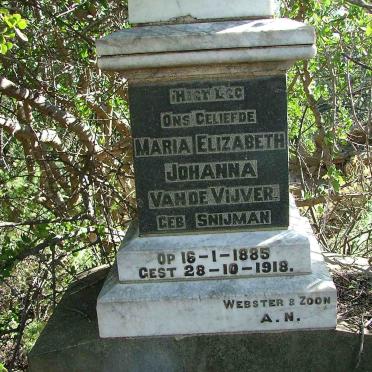 HIER LEG
ONS GELIEFDE
MARIA ELIZABETH
JOHANNA
VAN DE VIJVER
GEB SNIJMAN
OP 16-1-1885
GEST 28-10-1918.
WEBSTER & ZOON
A.N.